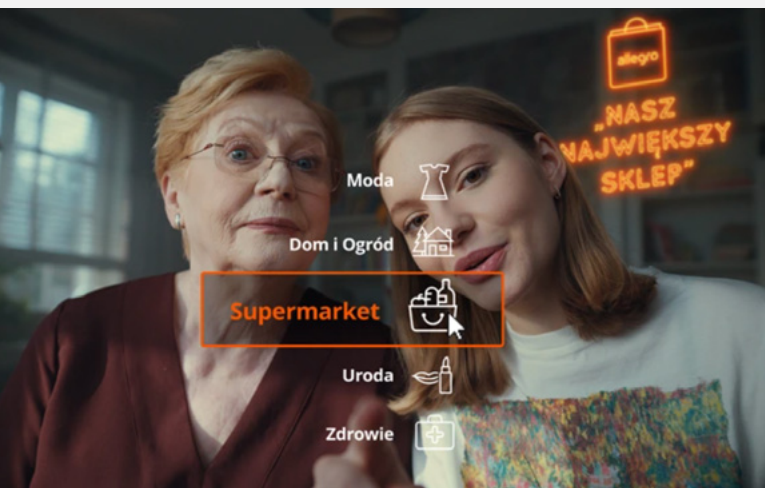 allegro
„NASZ
NAJWIĘKSZY
SKLEP”
Moda
Dom i Ogród
Supermarket
Uroda
Zdrowie